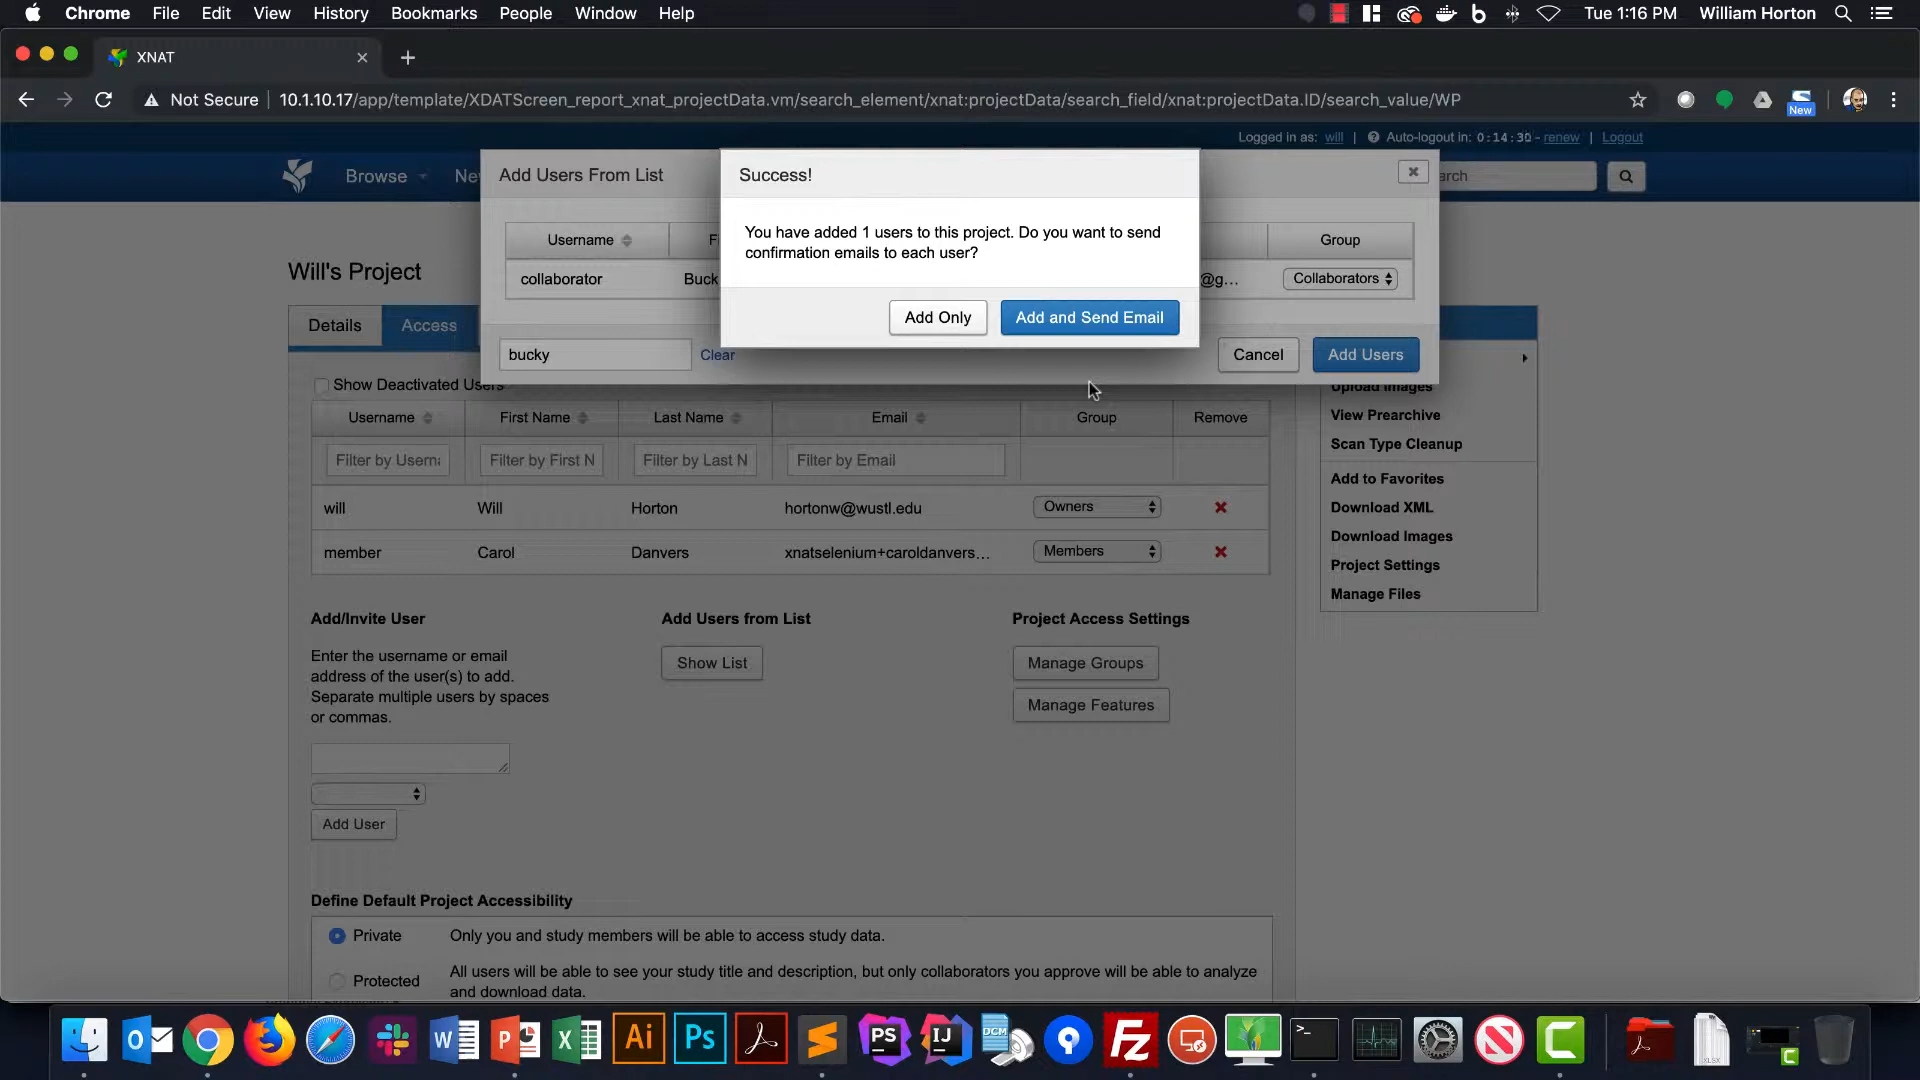 Chrome File Edit View History Bookmarks People Window Help Tue 1:16 PM William Horton
XNAT
Not Secure 10.1.10.17/app/template/XDATScreen_report_xnat_projectData.vm/search_element/xnat:projectData/search_field/xnat:projectData.ID/search_value/WP
New
Logged in as: will | Auto-logout in: 0:14:30 - renew | Logout
Browse
Add Users From List
Success!
You have added 1 users to this project. Do you want to send
confirmation emails to each user?
Add Only Add and Send Email
Username Group
collaborator @g... Collaborators
bucky Clear Cancel Add Users
Will's Project
Details Access
Upload Images
View Prearchive
Scan Type Cleanup
Add to Favorites
Download XML
Download Images
Project Settings
Manage Files
Show Deactivated Users
Username First Name Last Name Email Group Remove
Filter by First N Filter by Last N Filter by Email
will Will Horton hortonw@wustl.edu Owners
member Carol Danvers xnatselenium+caroldanvers... Members
Add/Invite User
Enter the username or email
address of the user(s) to add.
Separate multiple users by spaces
or commas.
Add User
Add Users from List
Show List
Project Access Settings
Manage Groups
Manage Features
Define Default Project Accessibility
Private Only you and study members will be able to access study data.
Protected All users will be able to see your study title and description, but only collaborators you approve will be able to analyze
and download data.
Ai Ps PS IJ DCM FZ XLSX